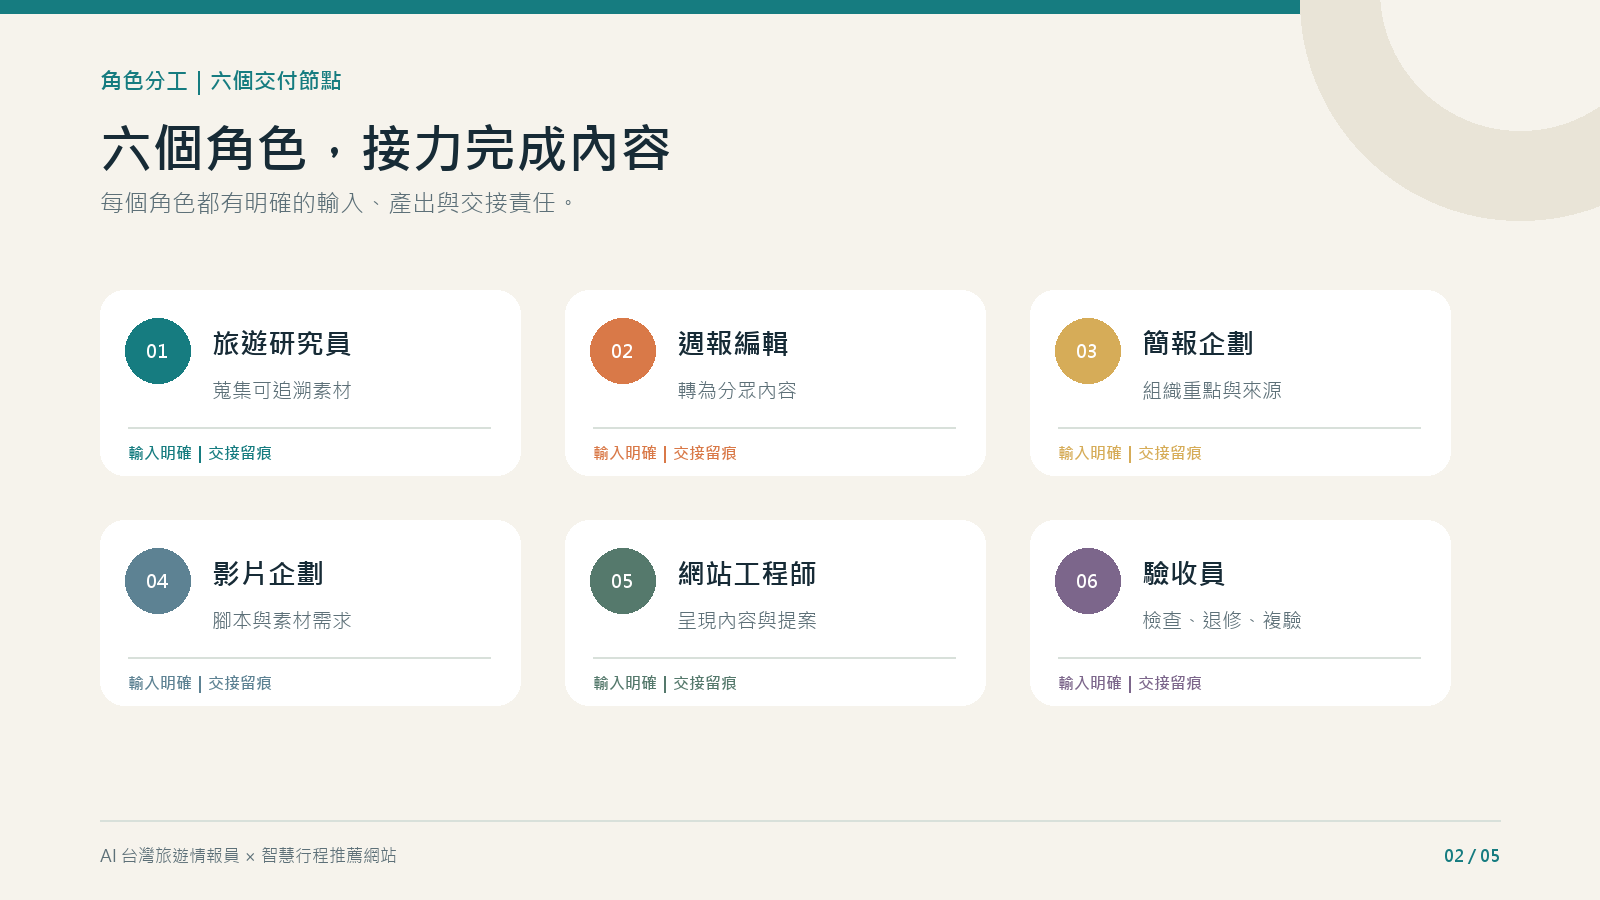 角色分工 | 六個交付節點
六個角色，接力完成內容
每個角色都有明確的輸入、產出與交接責任。
01
旅遊研究員
蒐集可追溯素材
輸入明確 | 交接留痕
02
週報編輯
轉為分眾內容
輸入明確 | 交接留痕
03
簡報企劃
組織重點與來源
輸入明確 | 交接留痕
04
影片企劃
腳本與素材需求
輸入明確 | 交接留痕
05
網站工程師
呈現內容與提案
輸入明確 | 交接留痕
06
驗收員
檢查、退修、複驗
輸入明確 | 交接留痕
AI 台灣旅遊情報員 × 智慧行程推薦網站
02 / 05